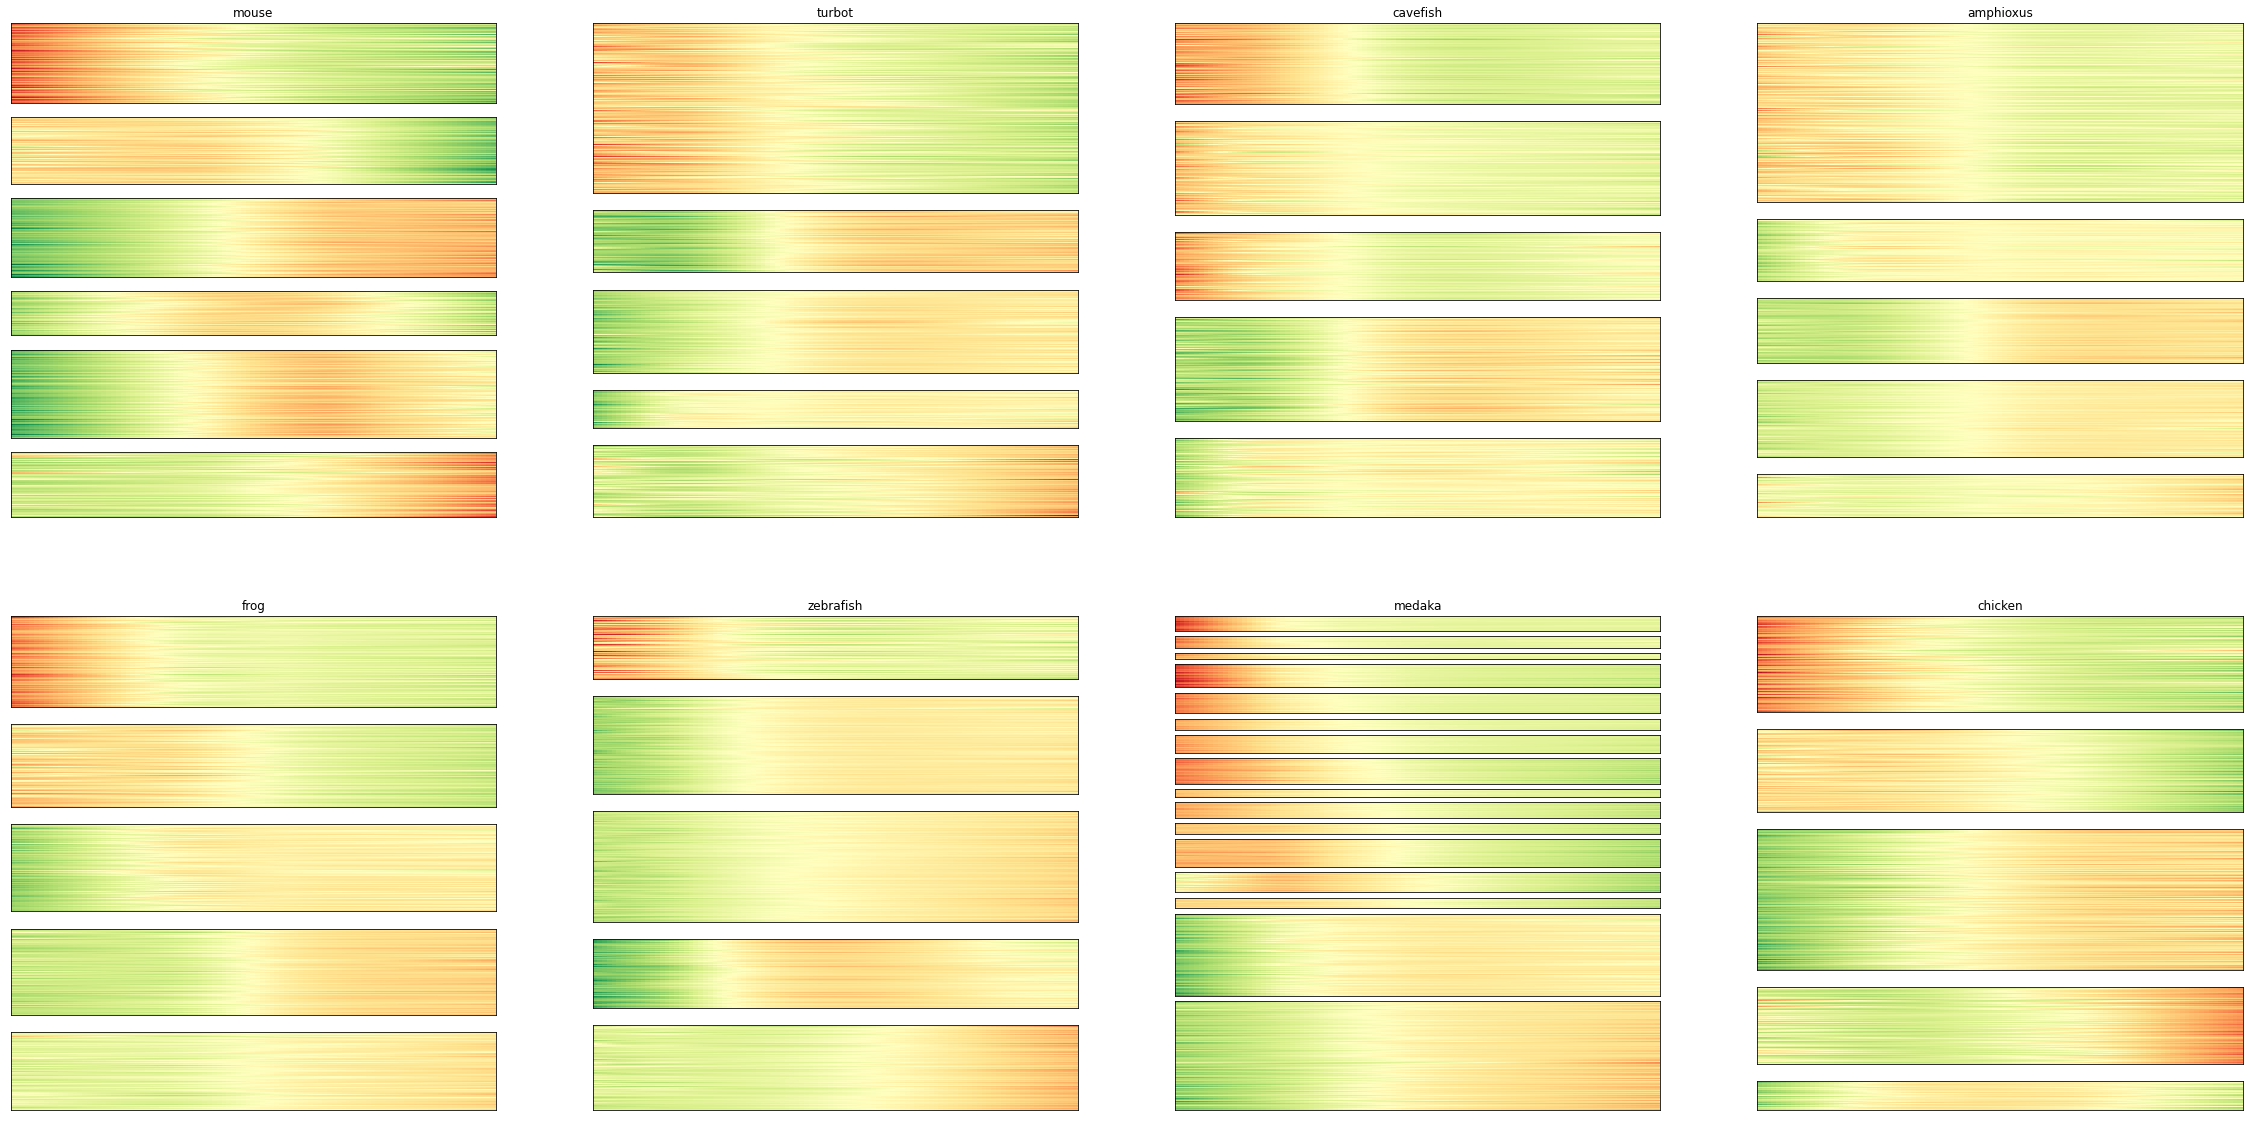 mouse
turbot
cavefish
amphioxus
frog
zebrafish
medaka
chicken